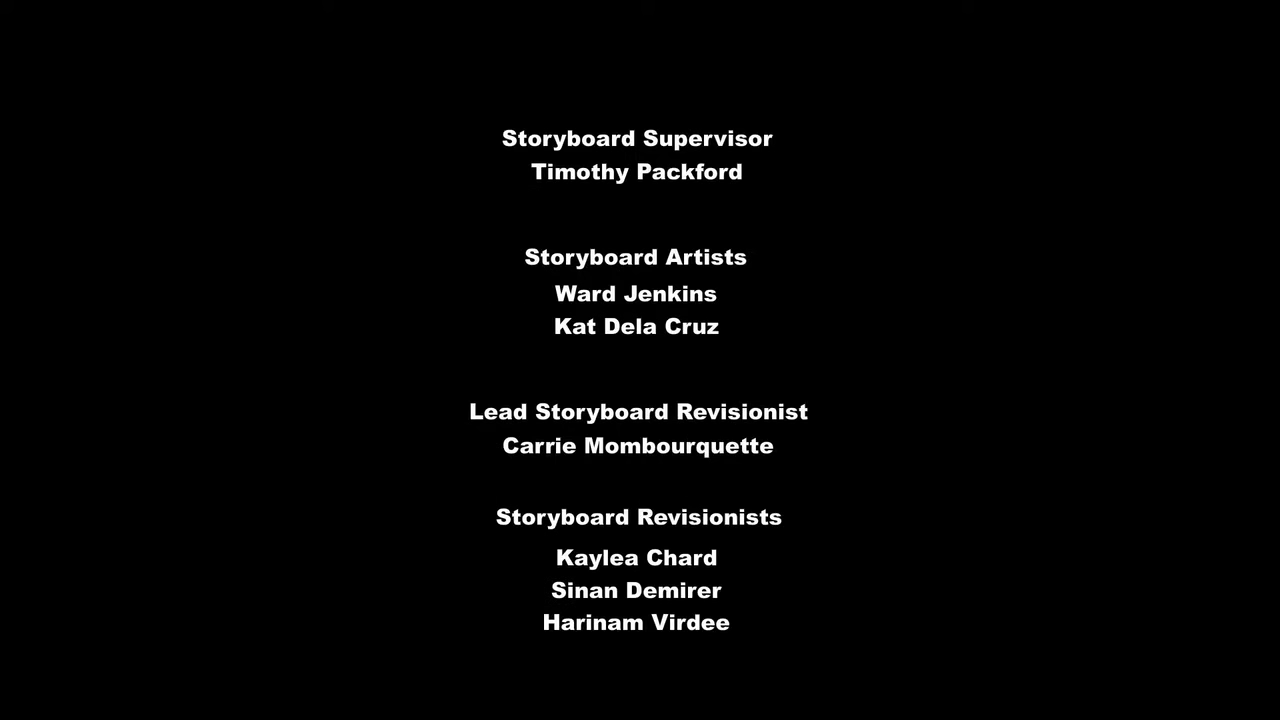 Storyboard Supervisor
Timothy Packford
Storyboard Artists
Ward Jenkins
Kat Dela Cruz
Lead Storyboard Revisionist
Carrie Mombourquette
Storyboard Revisionists
Kaylea Chard
Sinan Demirer
Harinam Virdee